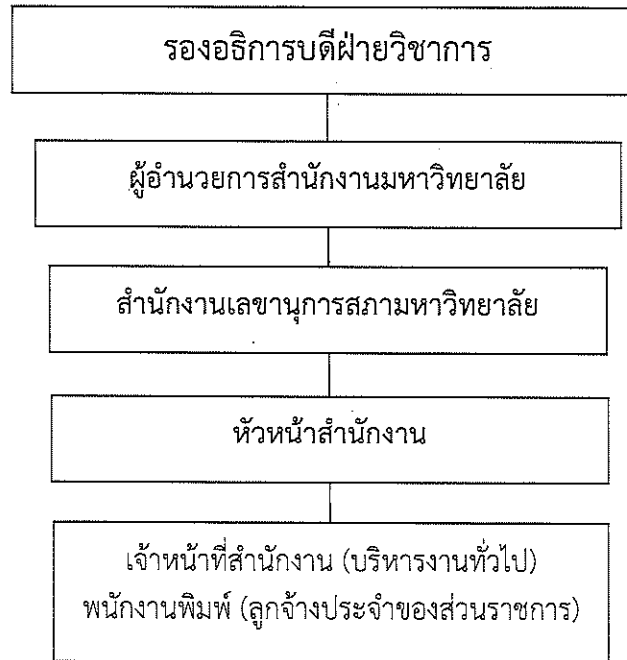 รองอธิการบดีฝ่ายวิชาการ
ผู้อำนวยการสำนักงานมหาวิทยาลัย
สำนักงานเลขานุการสภามหาวิทยาลัย
หัวหน้าสำนักงาน
เจ้าหน้าที่สำนักงาน (บริหารงานทั่วไป)
พนักงานพิมพ์ (ลูกจ้างประจำของส่วนราชการ)